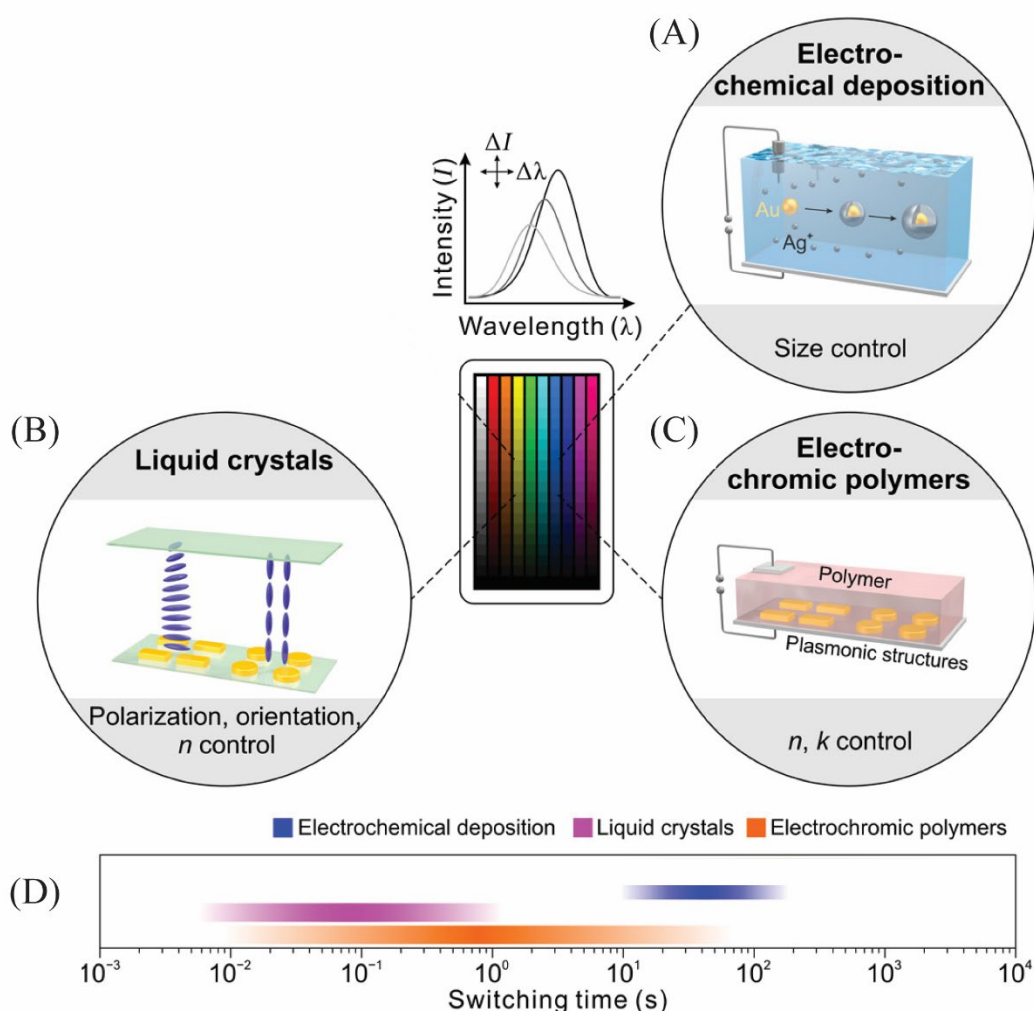 (A)
Electro-
chemical deposition
Au
Ag⁺
Size control
ΔI
Δλ
Intensity (I)
Wavelength (λ)
(B)
Liquid crystals
Polarization, orientation,
n control
(C)
Electro-
chromic polymers
Polymer
Plasmonic structures
n, k control
(D)
Electrochemical deposition Liquid crystals Electrochromic polymers
10⁻³ 10⁻² 10⁻¹ 10⁰ 10¹ 10² 10³ 10⁴
Switching time (s)